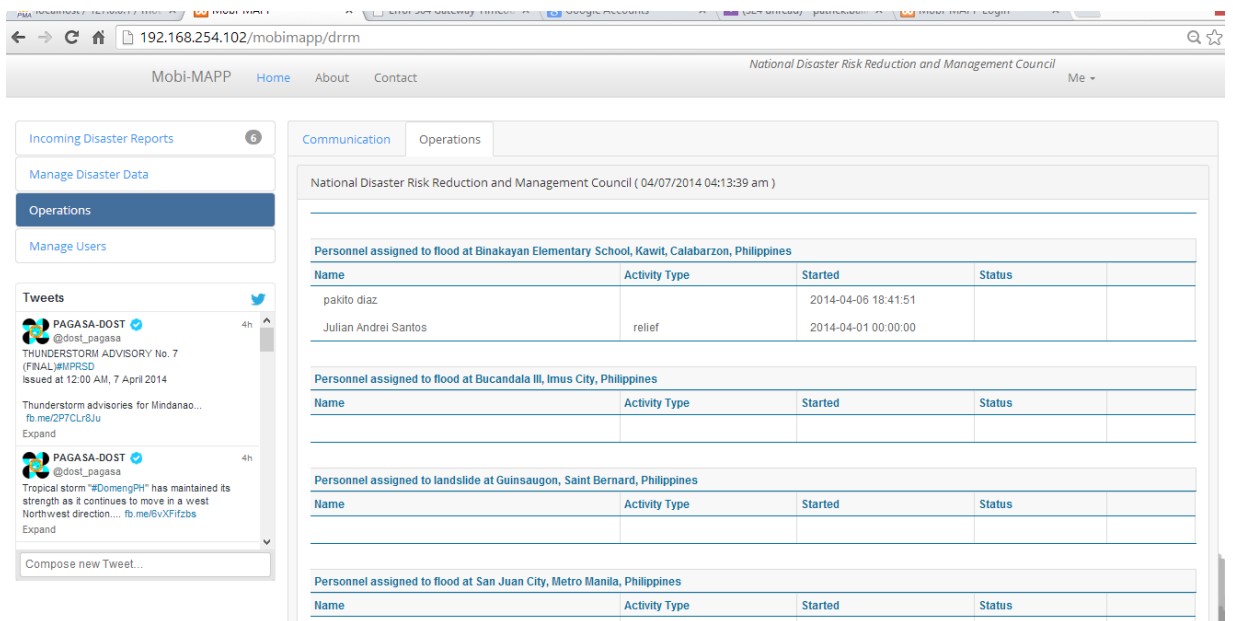 192.168.254.102/mobimapp/drrm
National Disaster Risk Reduction and Management Council
Mobi-MAPP Home About Contact Me
Incoming Disaster Reports 6
Manage Disaster Data
Operations
Manage Users
Tweets
PAGASA-DOST 4h
@dost_pagasa
THUNDERSTORM ADVISORY No. 7
(FINAL)#MPRSD
Issued at 12:00 AM, 7 April 2014
Thunderstorm advisories for Mindanao...
fb.me/2P7CLr8Ju
Expand
PAGASA-DOST 4h
@dost_pagasa
Tropical storm "#DomengPH" has maintained its
strength as it continues to move in a west
Northwest direction.... fb.me/6vXFifzbs
Expand
Compose new Tweet...
Communication Operations
National Disaster Risk Reduction and Management Council ( 04/07/2014 04:13:39 am )
Personnel assigned to flood at Binakayan Elementary School, Kawit, Calabarzon, Philippines
Name Activity Type Started Status
pakito diaz 2014-04-06 18:41:51
Julian Andrei Santos relief 2014-04-01 00:00:00
Personnel assigned to flood at Bucandala III, Imus City, Philippines
Name Activity Type Started Status
Personnel assigned to landslide at Guinsaugon, Saint Bernard, Philippines
Name Activity Type Started Status
Personnel assigned to flood at San Juan City, Metro Manila, Philippines
Name Activity Type Started Status